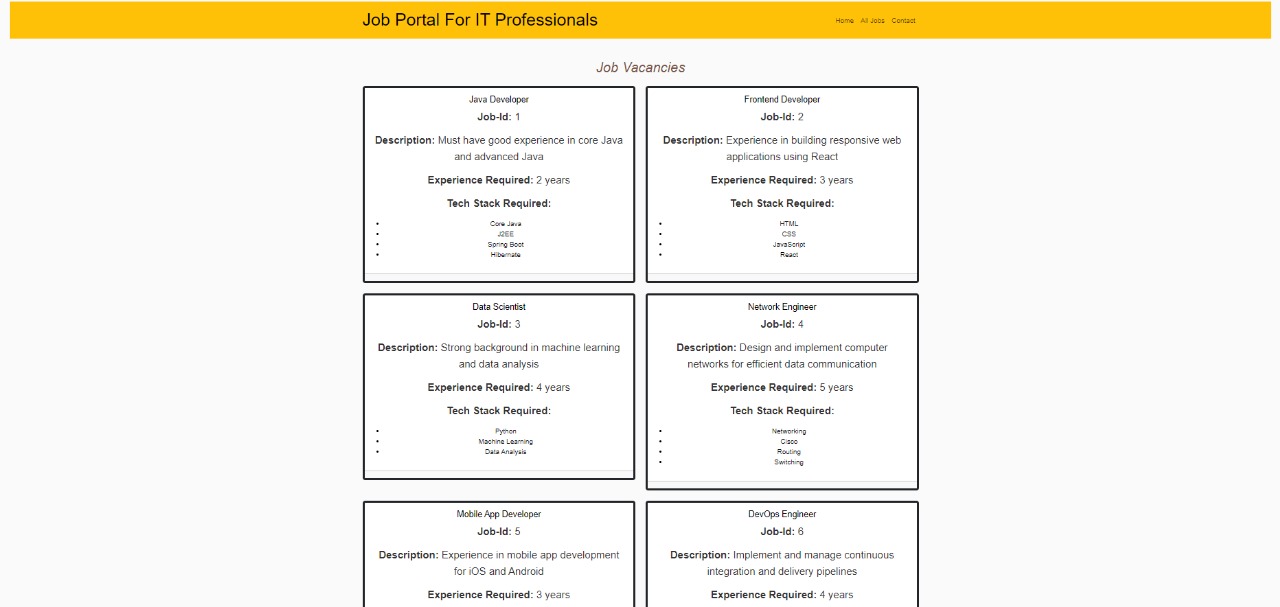 Job Portal For IT Professionals
Home All Jobs Contact
Job Vacancies
Java Developer
Job-Id: 1
Description: Must have good experience in core Java
and advanced Java
Experience Required: 2 years
Tech Stack Required:
Core Java
J2EE
Spring Boot
Hibernate
Frontend Developer
Job-Id: 2
Description: Experience in building responsive web
applications using React
Experience Required: 3 years
Tech Stack Required:
HTML
CSS
JavaScript
React
Data Scientist
Job-Id: 3
Description: Strong background in machine learning
and data analysis
Experience Required: 4 years
Tech Stack Required:
Python
Machine Learning
Data Analysis
Network Engineer
Job-Id: 4
Description: Design and implement computer
networks for efficient data communication
Experience Required: 5 years
Tech Stack Required:
Networking
Cisco
Routing
Switching
Mobile App Developer
Job-Id: 5
Description: Experience in mobile app development
for iOS and Android
Experience Required: 3 years
DevOps Engineer
Job-Id: 6
Description: Implement and manage continuous
integration and delivery pipelines
Experience Required: 4 years